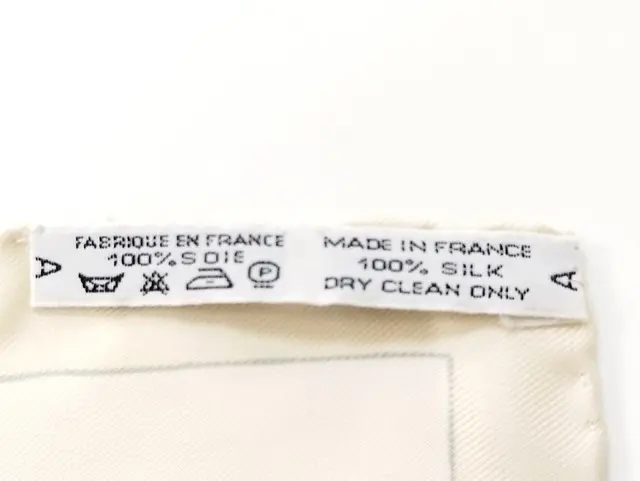 A
FABRIQUE EN FRANCE
100% SOIE
P
MADE IN FRANCE
100% SILK
DRY CLEAN ONLY
A